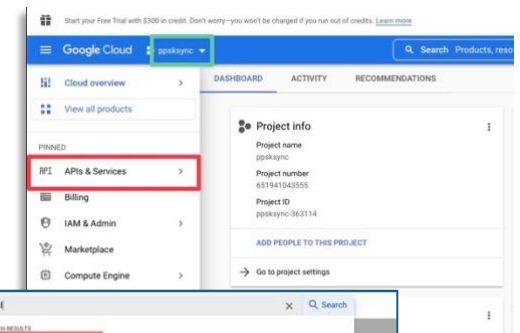 Start your Free Trial with $300 in credit. Don't worry—you won't be charged if you run out of credits. Learn more
Google Cloud ppsksync Search Products, reso
Cloud overview
View all products
PINNED
API APIs & Services
Billing
IAM & Admin
Marketplace
Compute Engine
DASHBOARD ACTIVITY RECOMMENDATIONS
Project info
Project name
ppsksync
Project number
651941043555
Project ID
ppsksync-363114
ADD PEOPLE TO THIS PROJECT
Go to project settings
Search
RESULTS